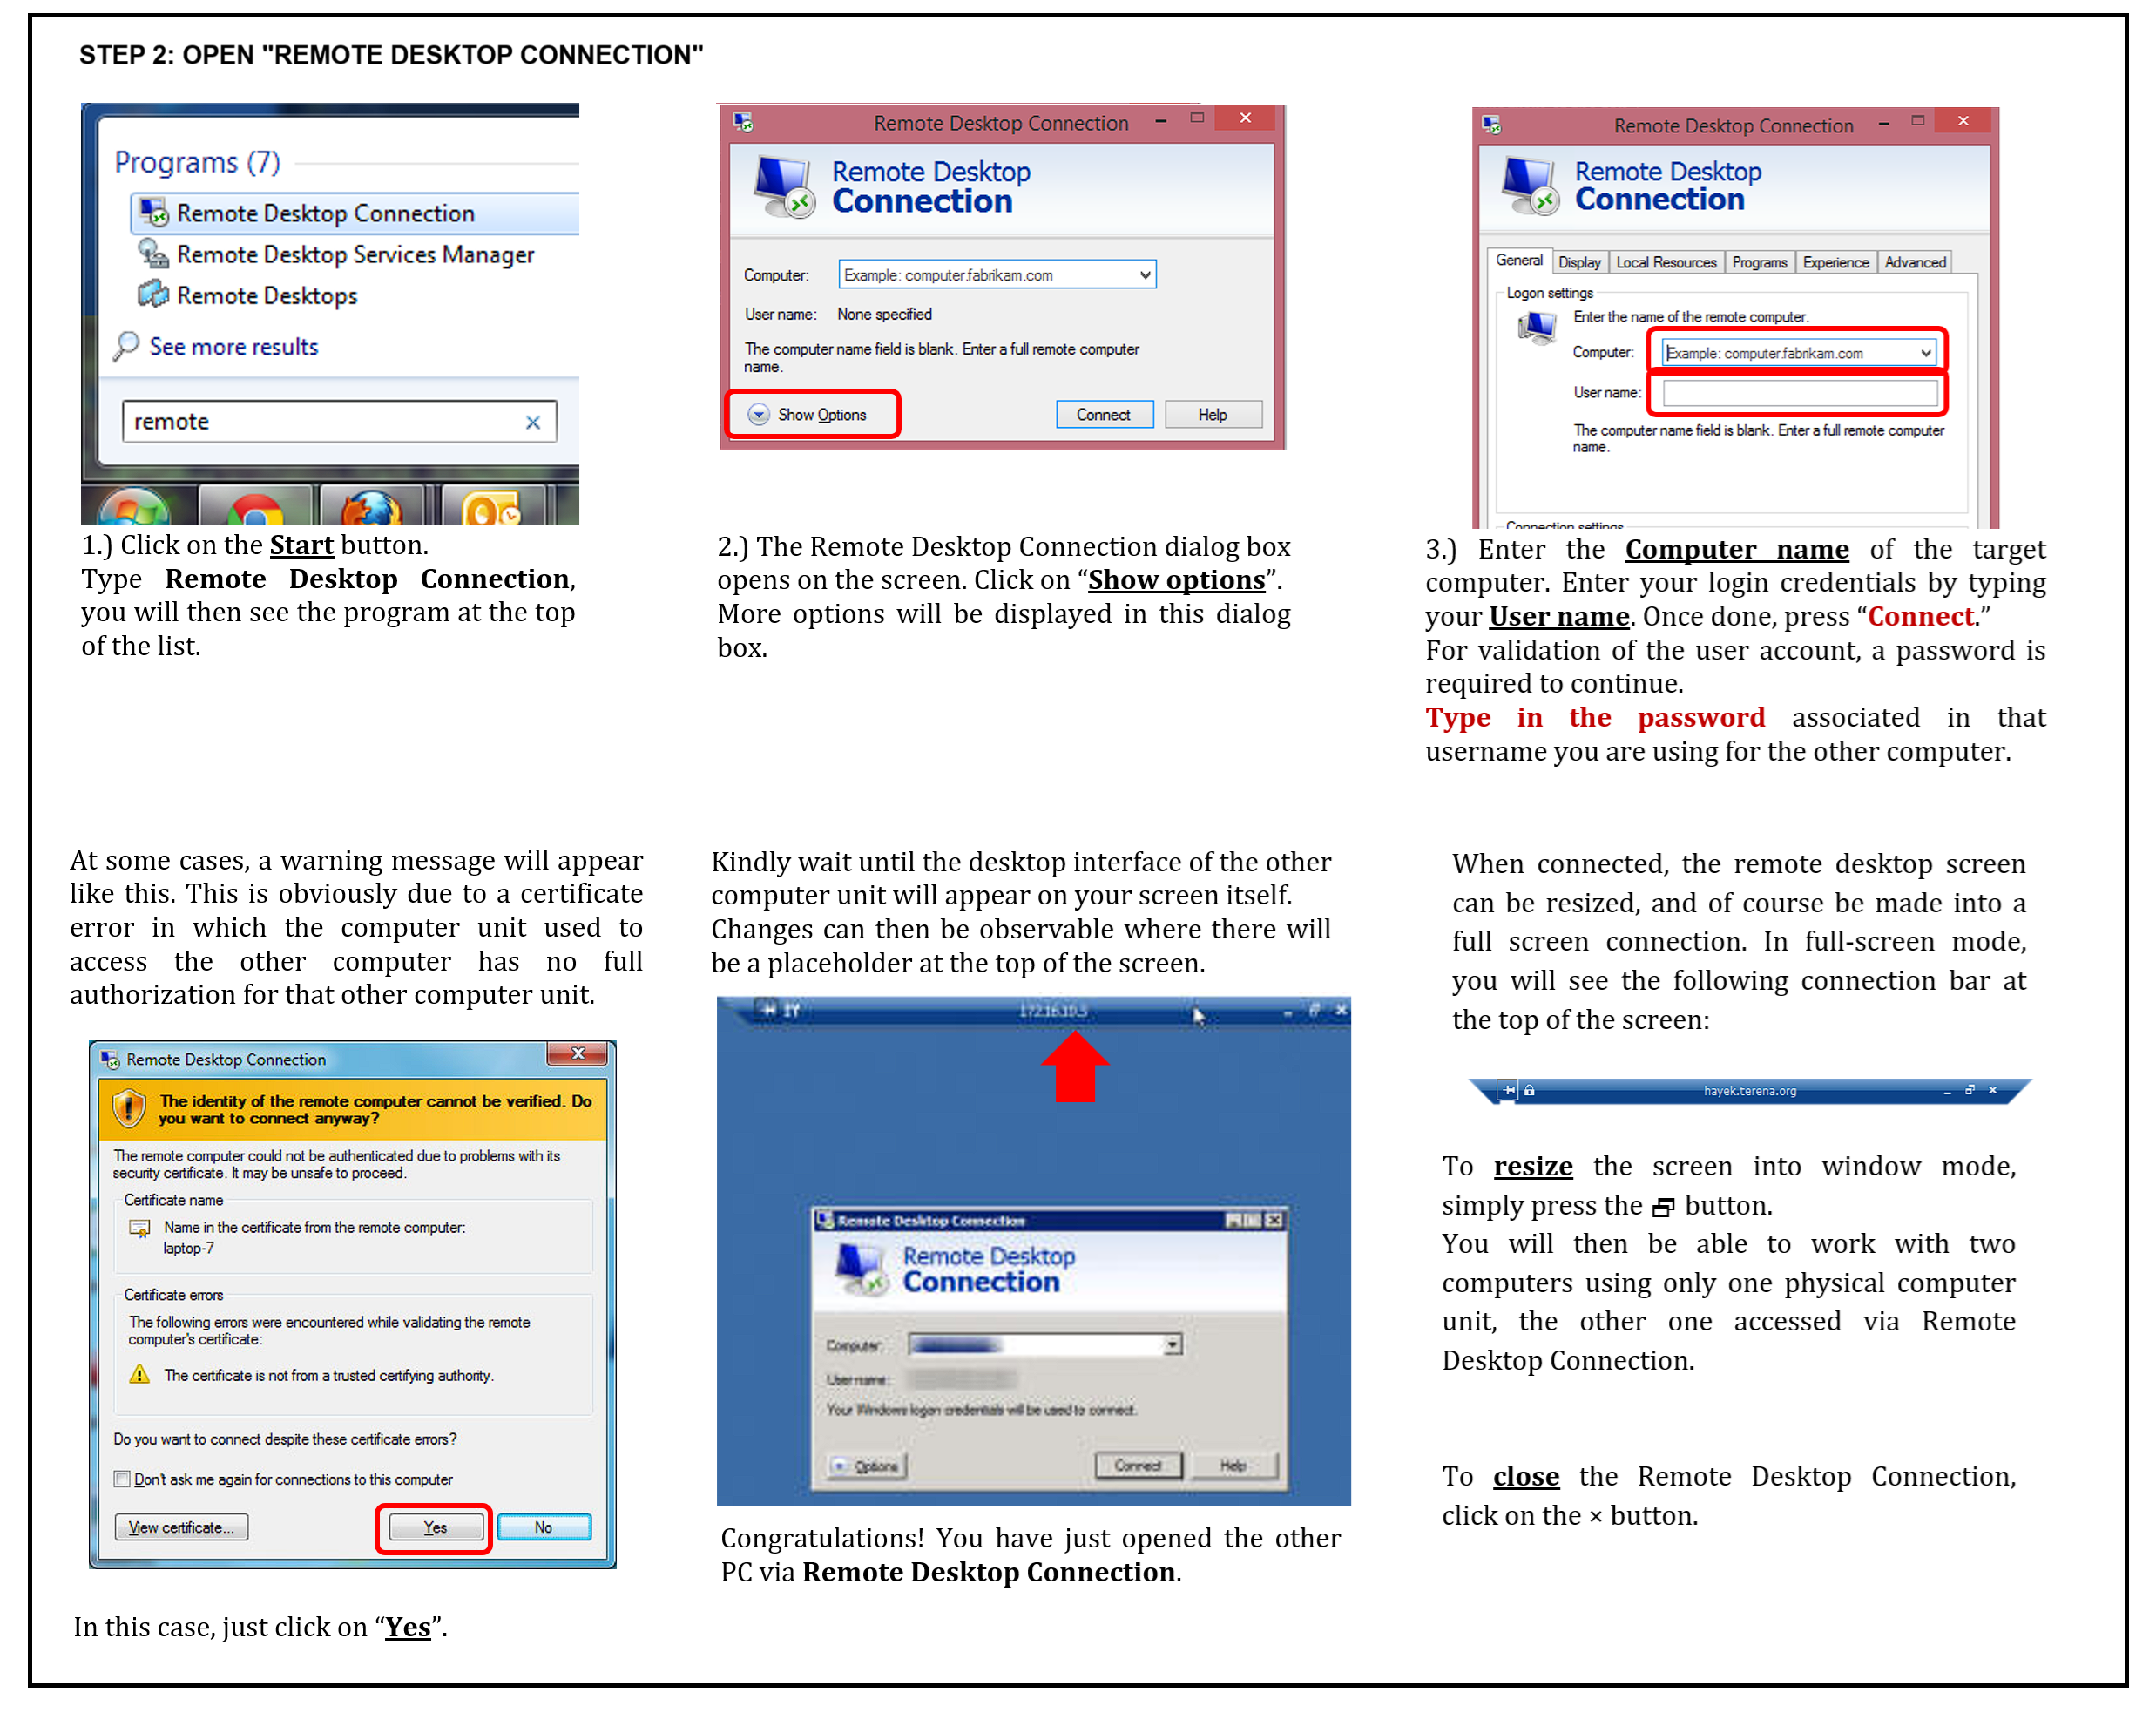 STEP 2: OPEN "REMOTE DESKTOP CONNECTION"
Programs (7)
Remote Desktop Connection
Remote Desktop Services Manager
Remote Desktops
See more results
remote
1.) Click on the Start button.
Type Remote Desktop Connection,
you will then see the program at the top
of the list.
Remote Desktop Connection
Remote Desktop
Connection
Computer: Example: computer.fabrikam.com
User name: None specified
The computer name field is blank. Enter a full remote computer
name.
Show Options Connect Help
2.) The Remote Desktop Connection dialog box
opens on the screen. Click on “Show options”.
More options will be displayed in this dialog
box.
Remote Desktop Connection
Remote Desktop
Connection
General Display Local Resources Programs Experience Advanced
Logon settings
Enter the name of the remote computer.
Computer: Example: computer.fabrikam.com
User name:
The computer name field is blank. Enter a full remote computer
name.
Connection settings
3.) Enter the Computer name of the target
computer. Enter your login credentials by typing
your User name. Once done, press “Connect.”
For validation of the user account, a password is
required to continue.
Type in the password associated in that
username you are using for the other computer.
At some cases, a warning message will appear
like this. This is obviously due to a certificate
error in which the computer unit used to
access the other computer has no full
authorization for that other computer unit.
Remote Desktop Connection
The identity of the remote computer cannot be verified. Do
you want to connect anyway?
The remote computer could not be authenticated due to problems with its
security certificate. It may be unsafe to proceed.
Certificate name
Name in the certificate from the remote computer:
laptop-7
Certificate errors
The following errors were encountered while validating the remote
computer's certificate:
The certificate is not from a trusted certifying authority.
Do you want to connect despite these certificate errors?
Don't ask me again for connections to this computer
View certificate... Yes No
In this case, just click on “Yes”.
Kindly wait until the desktop interface of the other
computer unit will appear on your screen itself.
Changes can then be observable where there will
be a placeholder at the top of the screen.
172.16.10.5
Remote Desktop Connection
Remote Desktop
Connection
Computer:
User name:
Your Windows logon credentials will be used to connect.
Options Connect Help
Congratulations! You have just opened the other
PC via Remote Desktop Connection.
When connected, the remote desktop screen
can be resized, and of course be made into a
full screen connection. In full-screen mode,
you will see the following connection bar at
the top of the screen:
hayek.terena.org
To resize the screen into window mode,
simply press the 🗗 button.
You will then be able to work with two
computers using only one physical computer
unit, the other one accessed via Remote
Desktop Connection.
To close the Remote Desktop Connection,
click on the × button.